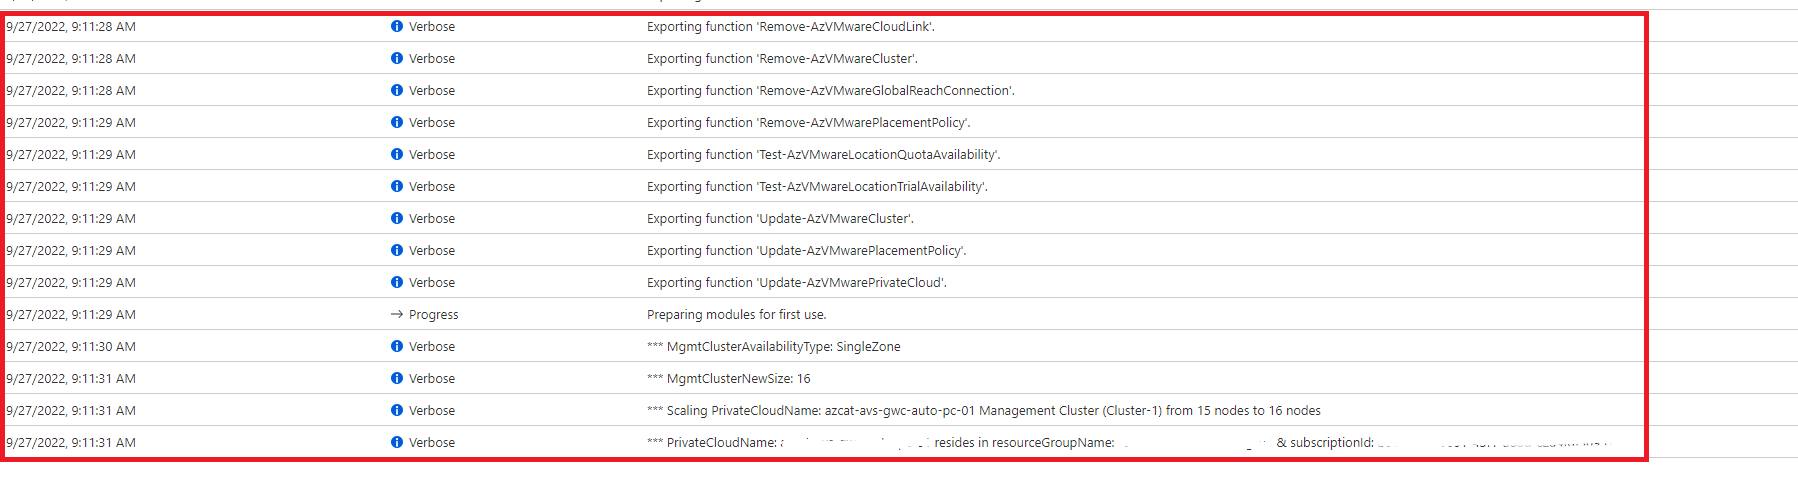 9/27/2022, 9:11:28 AM Verbose Exporting function 'Remove-AzVMwareCloudLink'.
9/27/2022, 9:11:28 AM Verbose Exporting function 'Remove-AzVMwareCluster'.
9/27/2022, 9:11:28 AM Verbose Exporting function 'Remove-AzVMwareGlobalReachConnection'.
9/27/2022, 9:11:29 AM Verbose Exporting function 'Remove-AzVMwarePlacementPolicy'.
9/27/2022, 9:11:29 AM Verbose Exporting function 'Test-AzVMwareLocationQuotaAvailability'.
9/27/2022, 9:11:29 AM Verbose Exporting function 'Test-AzVMwareLocationTrialAvailability'.
9/27/2022, 9:11:29 AM Verbose Exporting function 'Update-AzVMwareCluster'.
9/27/2022, 9:11:29 AM Verbose Exporting function 'Update-AzVMwarePlacementPolicy'.
9/27/2022, 9:11:29 AM Verbose Exporting function 'Update-AzVMwarePrivateCloud'.
9/27/2022, 9:11:29 AM → Progress Preparing modules for first use.
9/27/2022, 9:11:30 AM Verbose *** MgmtClusterAvailabilityType: SingleZone
9/27/2022, 9:11:31 AM Verbose *** MgmtClusterNewSize: 16
9/27/2022, 9:11:31 AM Verbose *** Scaling PrivateCloudName: azcat-avs-gwc-auto-pc-01 Management Cluster (Cluster-1) from 15 nodes to 16 nodes
9/27/2022, 9:11:31 AM Verbose *** PrivateCloudName: resides in resourceGroupName: & subscriptionId: